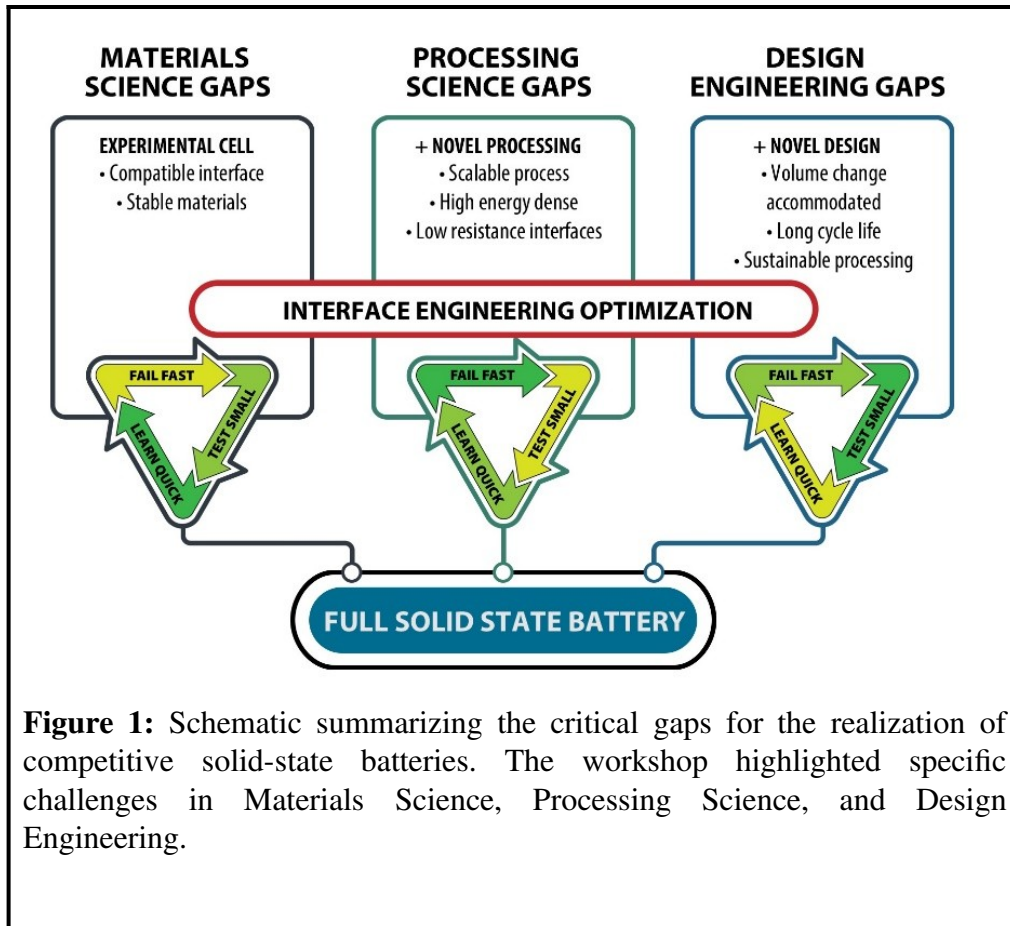 MATERIALS
SCIENCE GAPS
EXPERIMENTAL CELL
• Compatible interface
• Stable materials
PROCESSING
SCIENCE GAPS
+ NOVEL PROCESSING
• Scalable process
• High energy dense
• Low resistance interfaces
DESIGN
ENGINEERING GAPS
+ NOVEL DESIGN
• Volume change
accommodated
• Long cycle life
• Sustainable processing
INTERFACE ENGINEERING OPTIMIZATION
FAIL FAST
TEST SMALL
LEARN QUICK
FAIL FAST
TEST SMALL
LEARN QUICK
FAIL FAST
TEST SMALL
LEARN QUICK
FULL SOLID STATE BATTERY
Figure 1: Schematic summarizing the critical gaps for the realization of
competitive solid-state batteries. The workshop highlighted specific
challenges in Materials Science, Processing Science, and Design
Engineering.